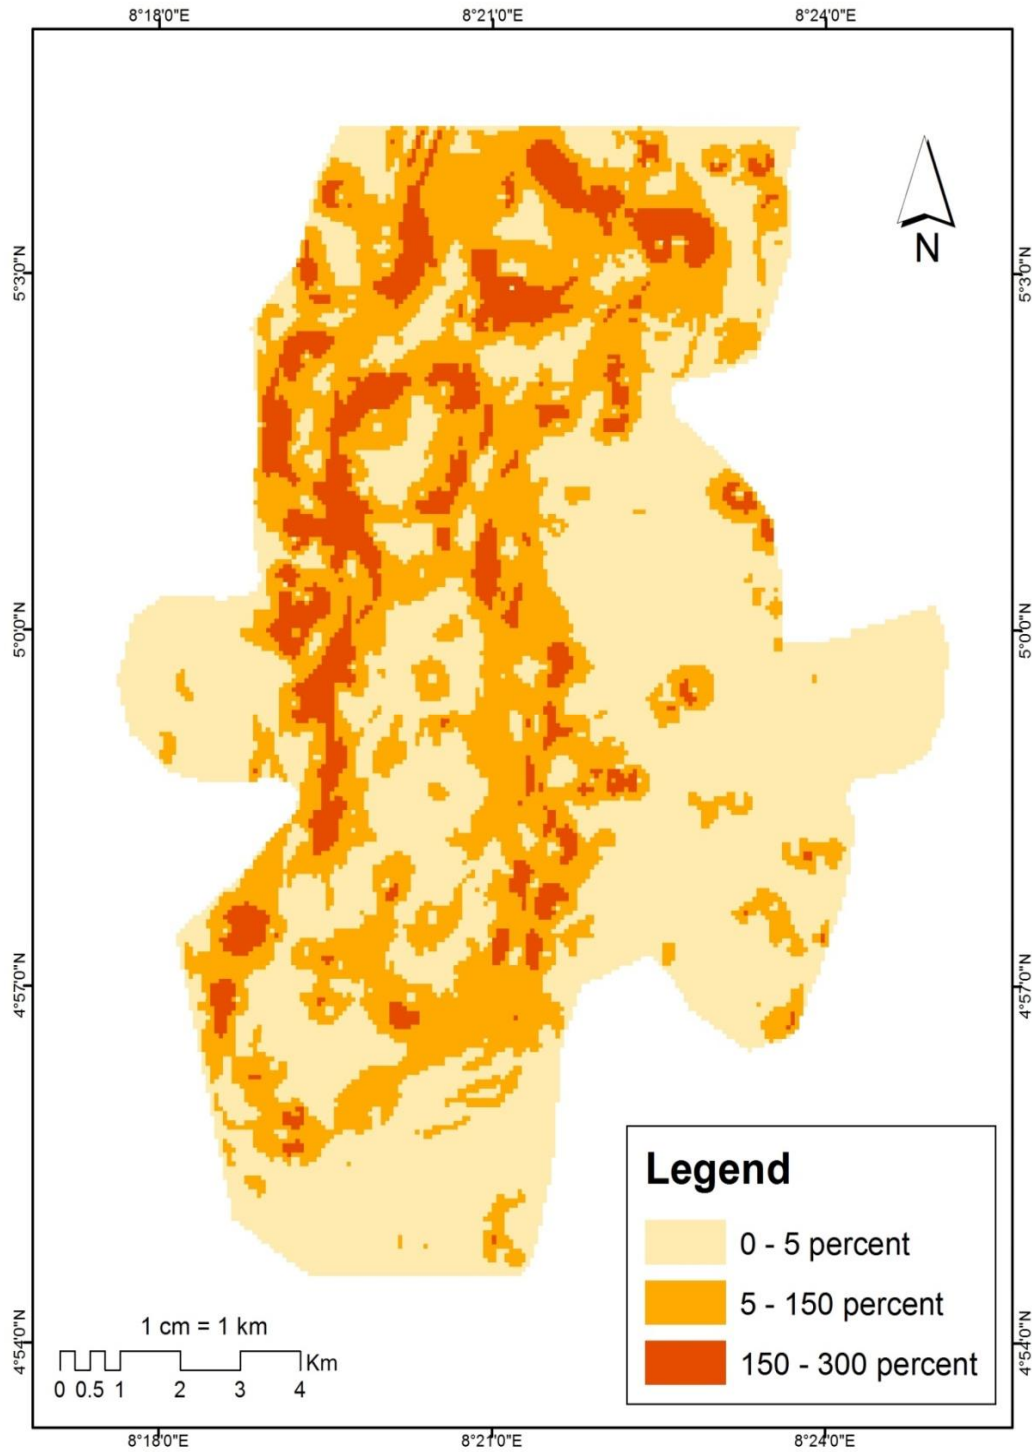 8°18'0"E 8°21'0"E 8°24'0"E
N
5°3'0"N 5°3'0"N
5°0'0"N 5°0'0"N
4°57'0"N 4°57'0"N
Legend
0 - 5 percent
5 - 150 percent
150 - 300 percent
1 cm = 1 km
Km
0 0.5 1 2 3 4
4°54'0"N 4°54'0"N
8°18'0"E 8°21'0"E 8°24'0"E